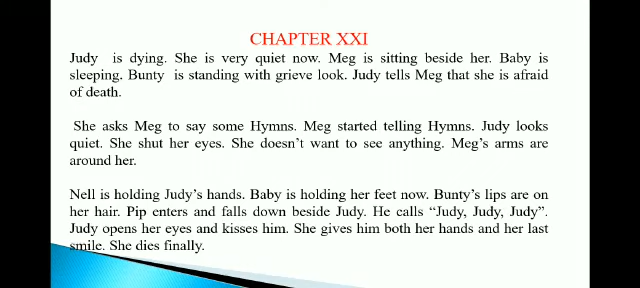 CHAPTER XXI
Judy is dying. She is very quiet now. Meg is sitting beside her. Baby is
sleeping. Bunty is standing with grieve look. Judy tells Meg that she is afraid
of death.
She asks Meg to say some Hymns. Meg started telling Hymns. Judy looks
quiet. She shut her eyes. She doesn't want to see anything. Meg's arms are
around her.
Nell is holding Judy's hands. Baby is holding her feet now. Bunty's lips are on
her hair. Pip enters and falls down beside Judy. He calls "Judy, Judy, Judy".
Judy opens her eyes and kisses him. She gives him both her hands and her last
smile. She dies finally.